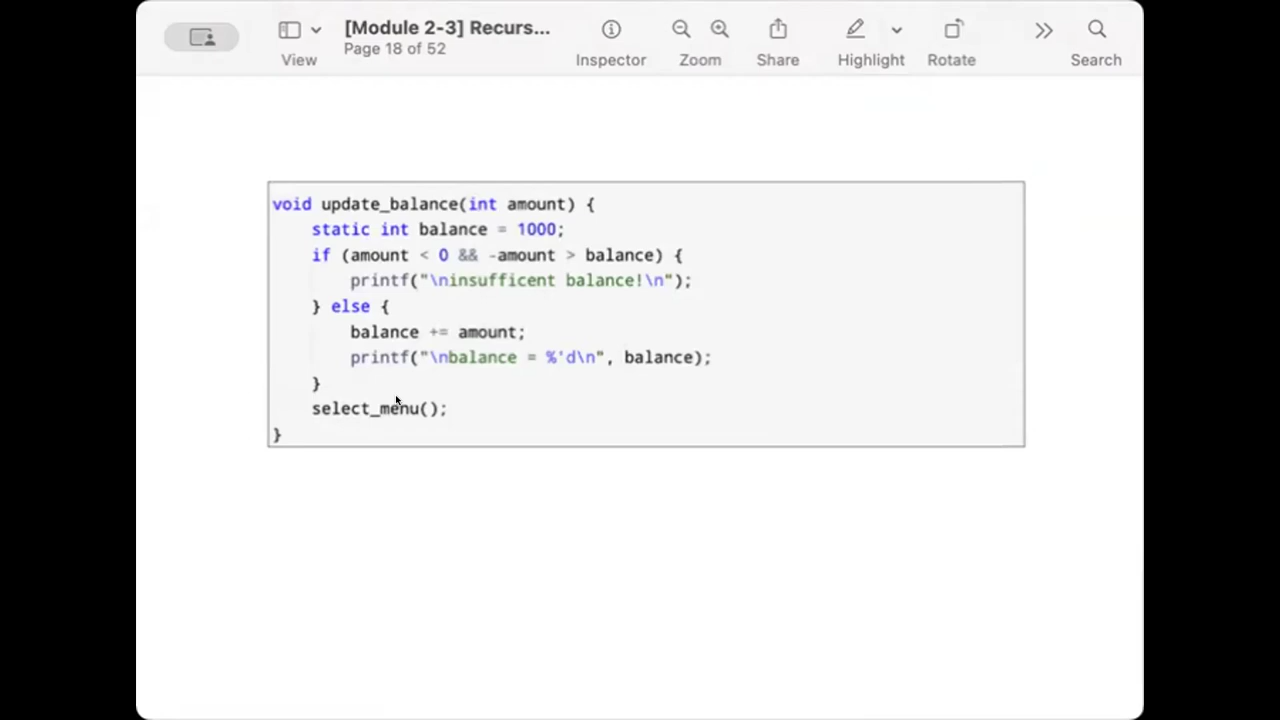 [Module 2-3] Recurs...
Page 18 of 52
View
Inspector
Zoom
Share
Highlight
Rotate
Search
void update_balance(int amount) {
    static int balance = 1000;
    if (amount < 0 && -amount > balance) {
        printf("\ninsufficent balance!\n");
    } else {
        balance += amount;
        printf("\nbalance = %'d\n", balance);
    }
    select_menu();
}